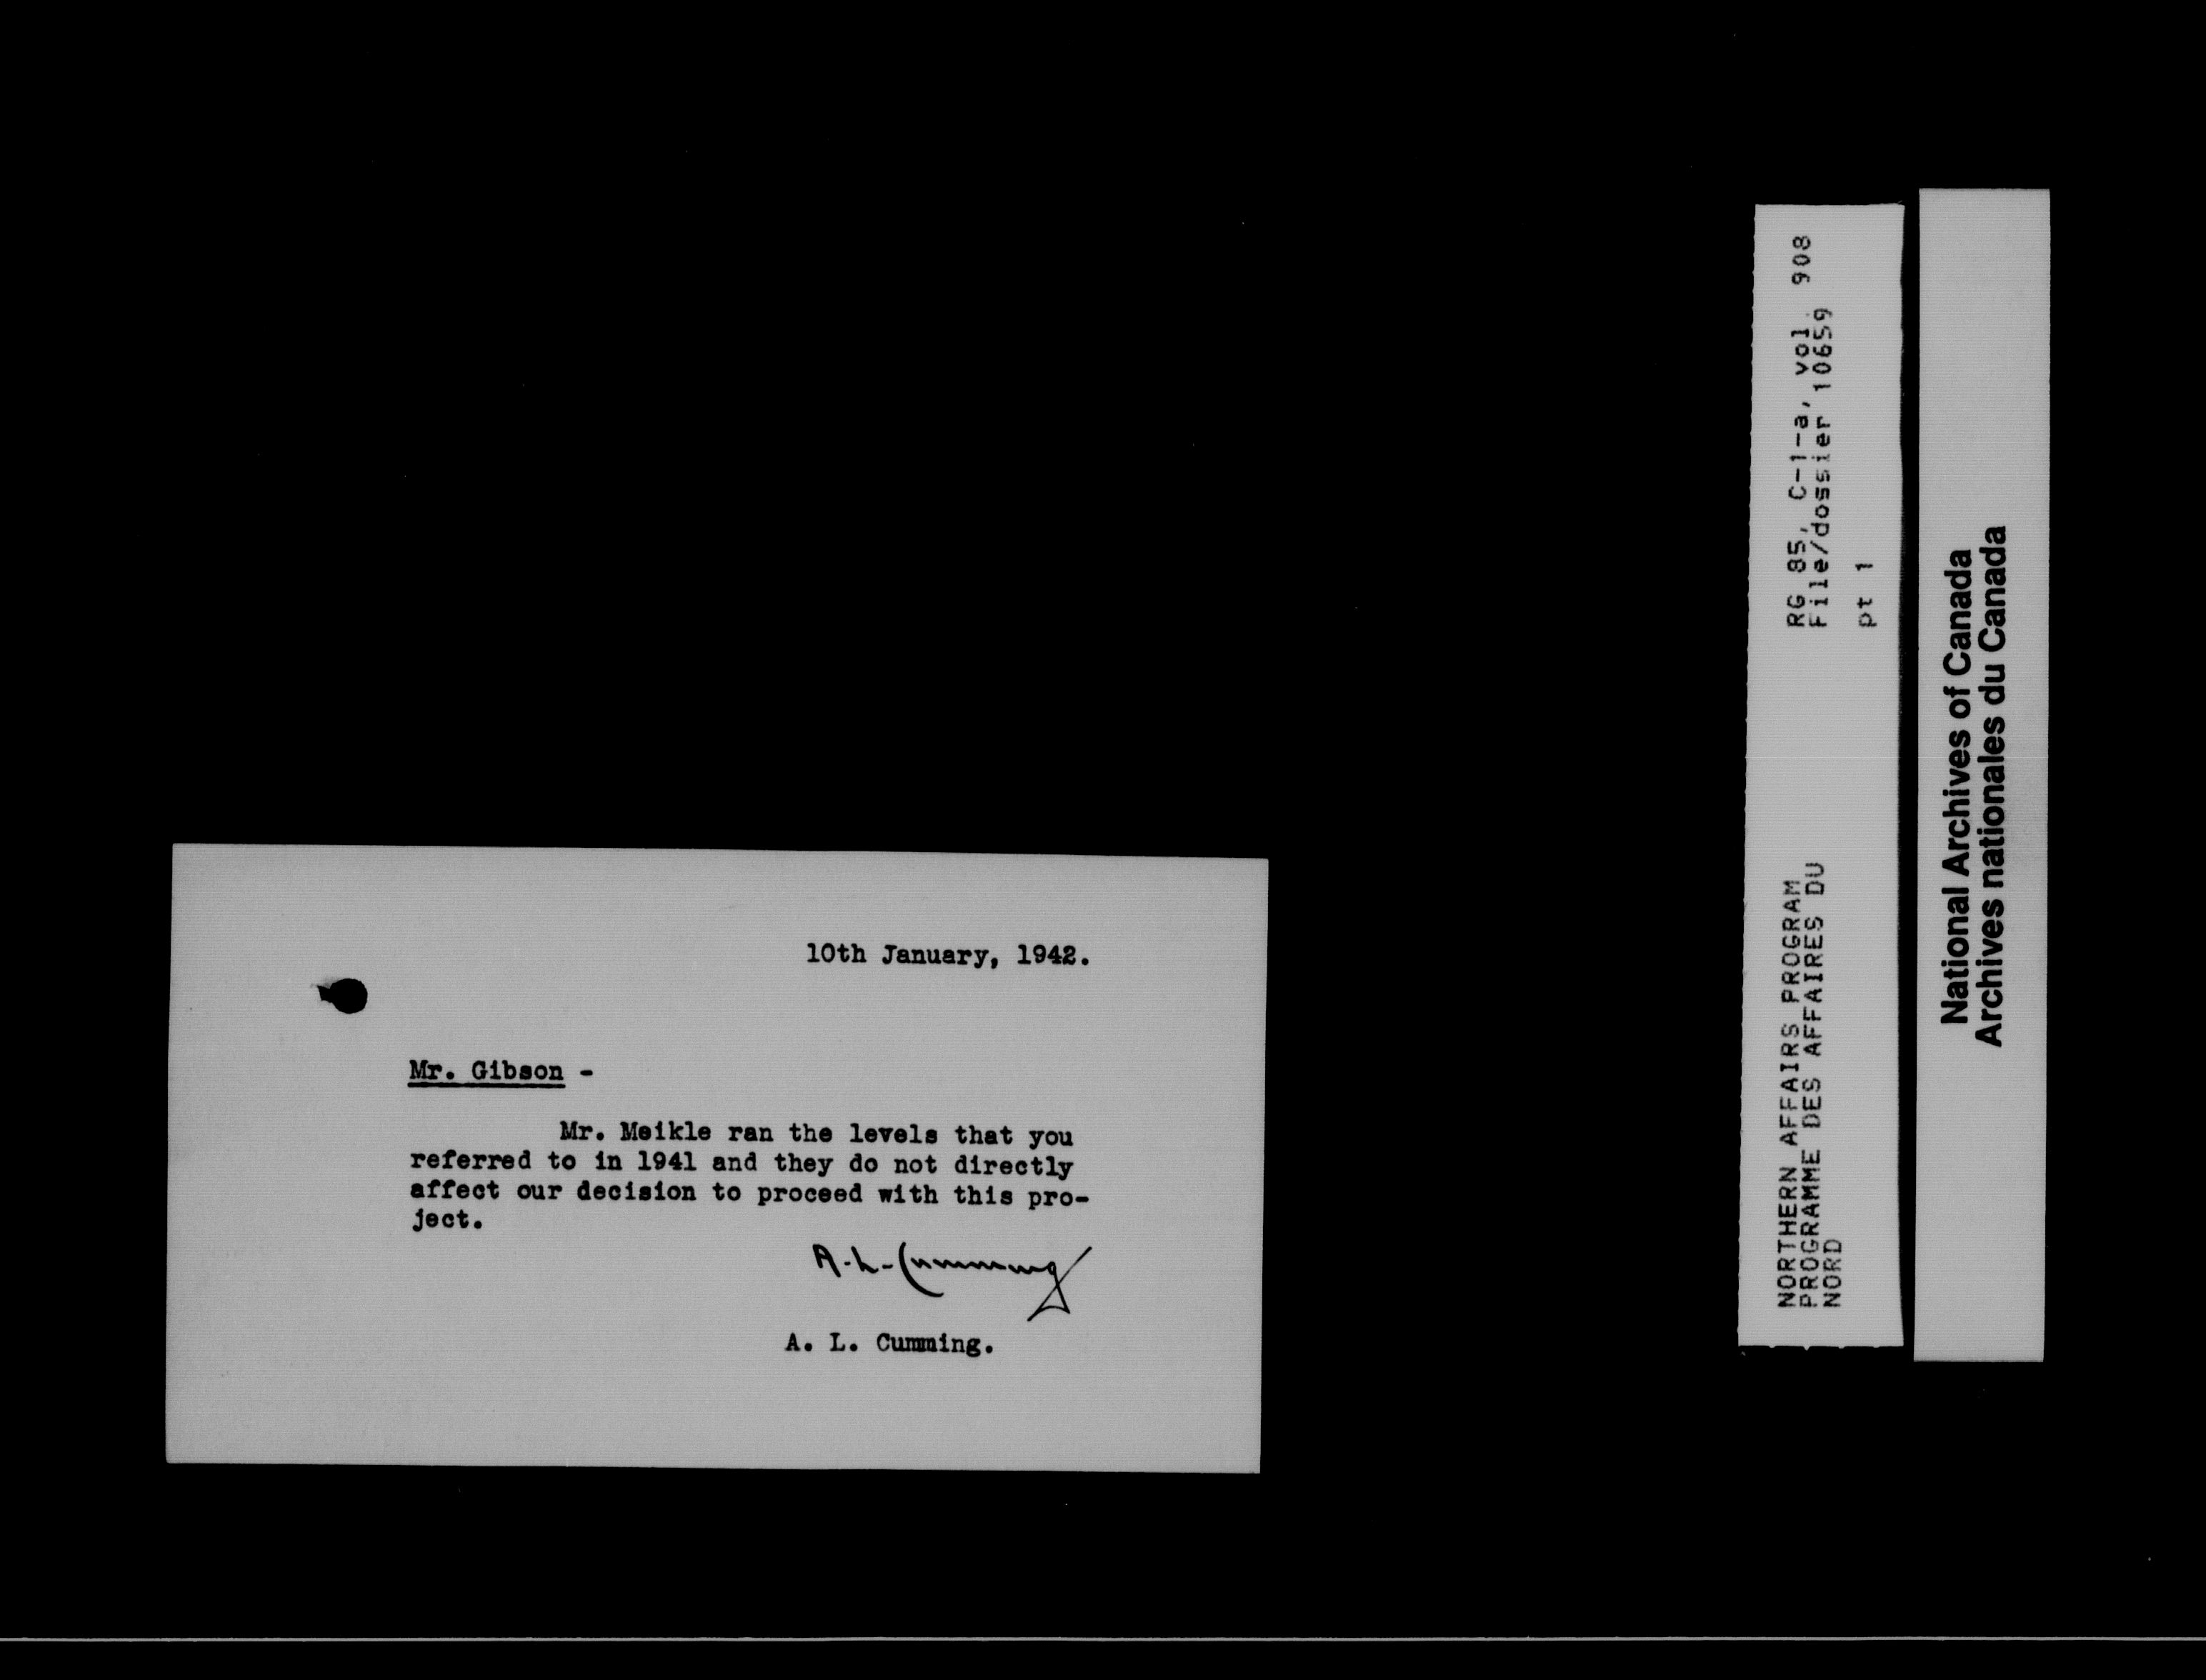 10th January, 1942.
Mr. Gibson -
Mr. Meikle ran the levels that you
referred to in 1941 and they do not directly
affect our decision to proceed with this pro-
ject.
A. L. Cumming
A. L. Cumming.
NORTHERN AFFAIRS PROGRAM
PROGRAMME DES AFFAIRES DU
NORD
RG 85, C-1-a, vol. 908
File/dossier 10659
pt 1
National Archives of Canada
Archives nationales du Canada